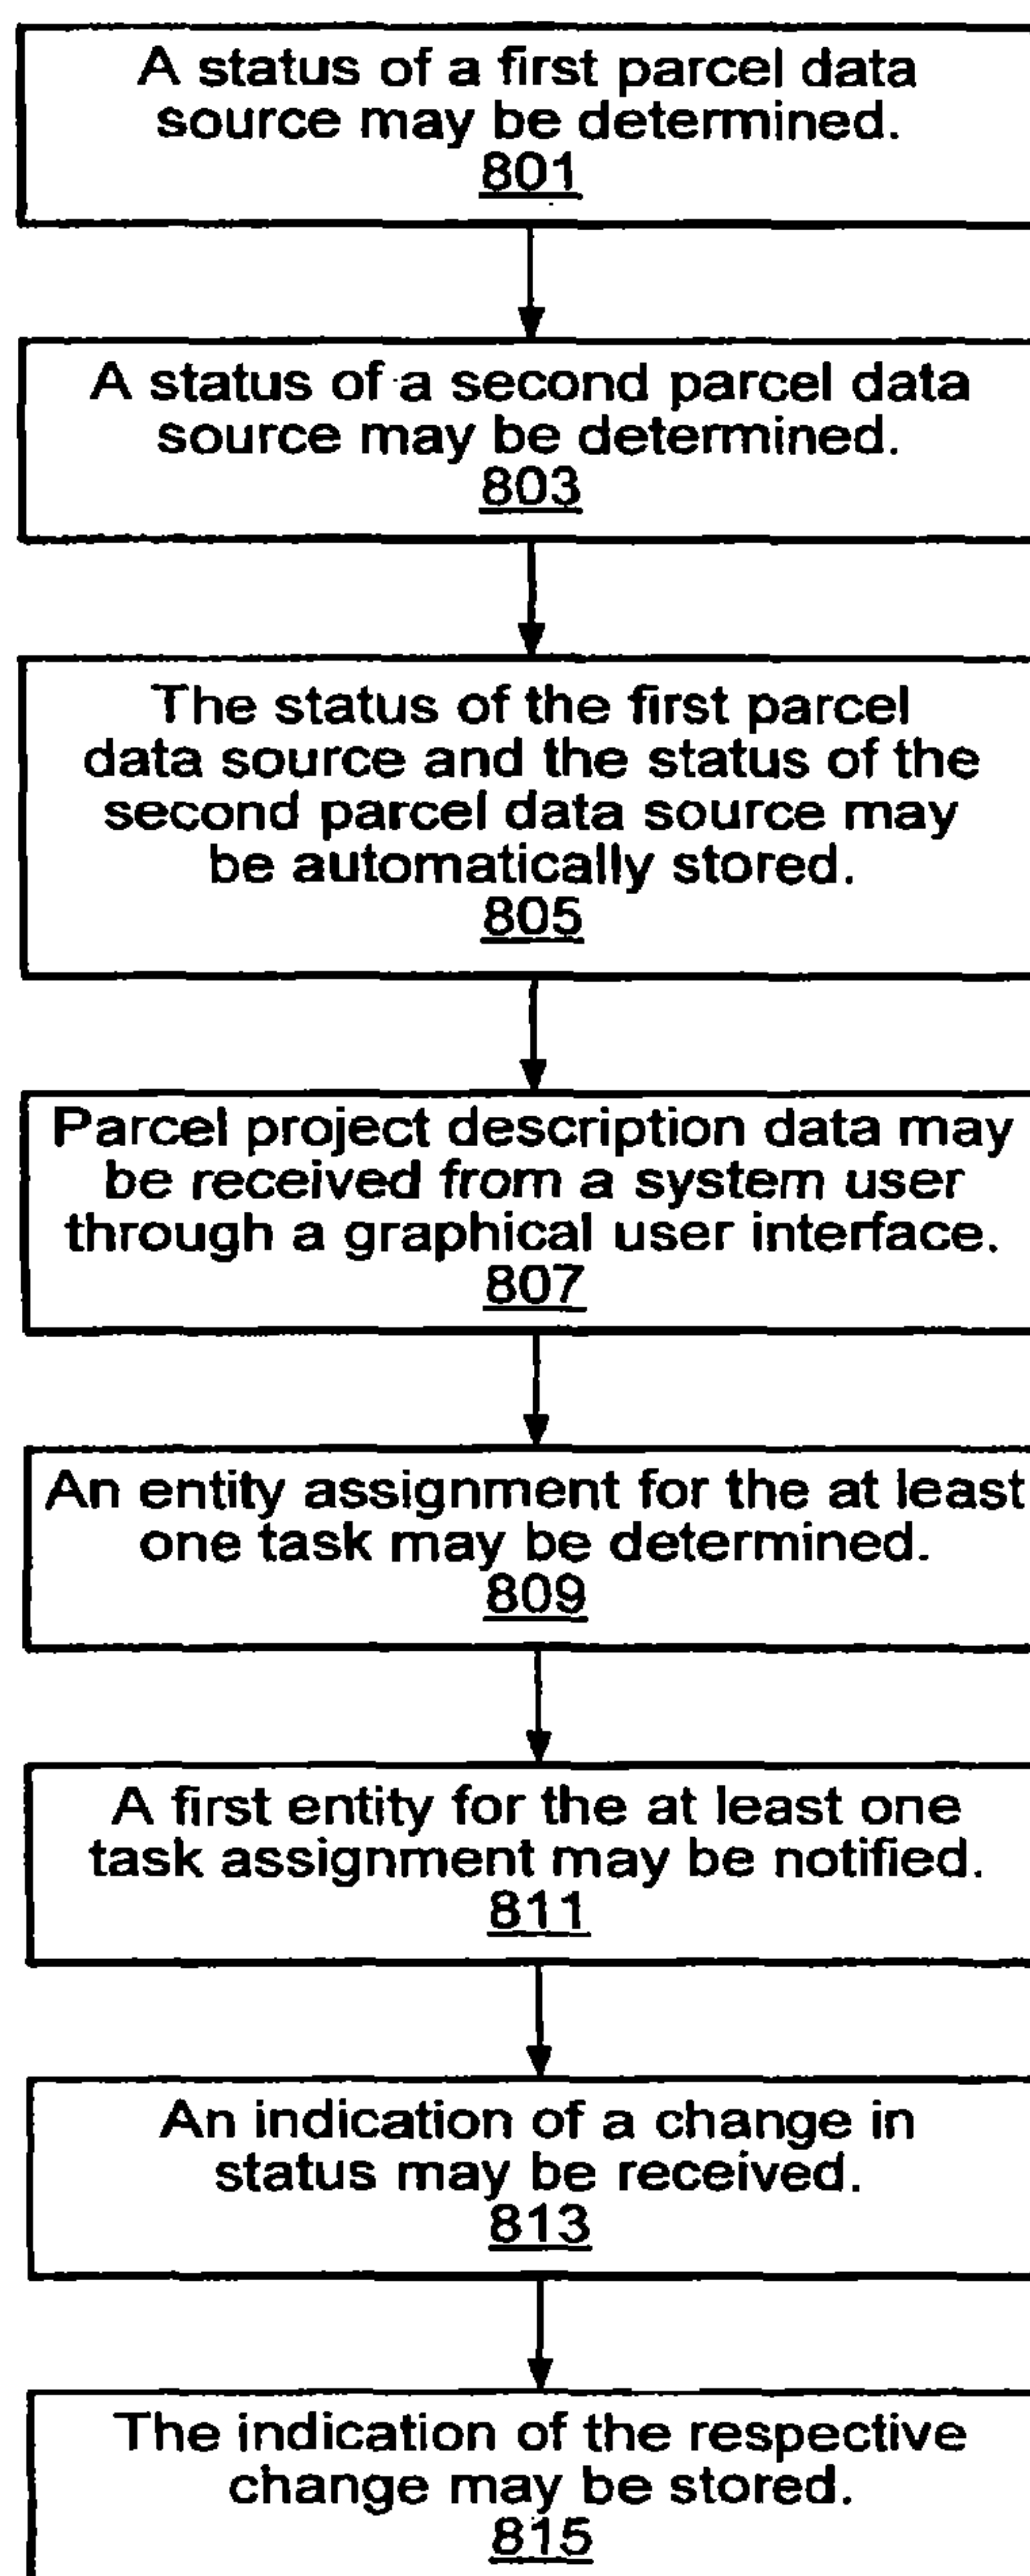 A status of a first parcel data
source may be determined.
801
A status of a second parcel data
source may be determined.
803
The status of the first parcel
data source and the status of the
second parcel data source may
be automatically stored.
805
Parcel project description data may
be received from a system user
through a graphical user interface.
807
An entity assignment for the at least
one task may be determined.
809
A first entity for the at least one
task assignment may be notified.
811
An indication of a change in
status may be received.
813
The indication of the respective
change may be stored.
815